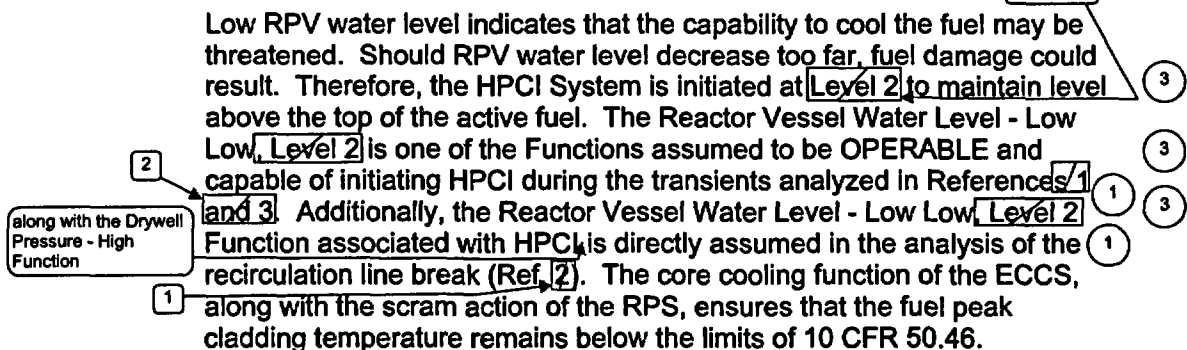 Low RPV water level indicates that the capability to cool the fuel may be
threatened. Should RPV water level decrease too far, fuel damage could
result. Therefore, the HPCI System is initiated at Level 2 to maintain level
3
above the top of the active fuel. The Reactor Vessel Water Level - Low
Low, Level 2 is one of the Functions assumed to be OPERABLE and
3
2
capable of initiating HPCI during the transients analyzed in References 1
1
and 3. Additionally, the Reactor Vessel Water Level - Low Low, Level 2
3
along with the Drywell
Pressure - High
Function
Function associated with HPCI is directly assumed in the analysis of the
1
recirculation line break (Ref. 2). The core cooling function of the ECCS,
1
along with the scram action of the RPS, ensures that the fuel peak
cladding temperature remains below the limits of 10 CFR 50.46.